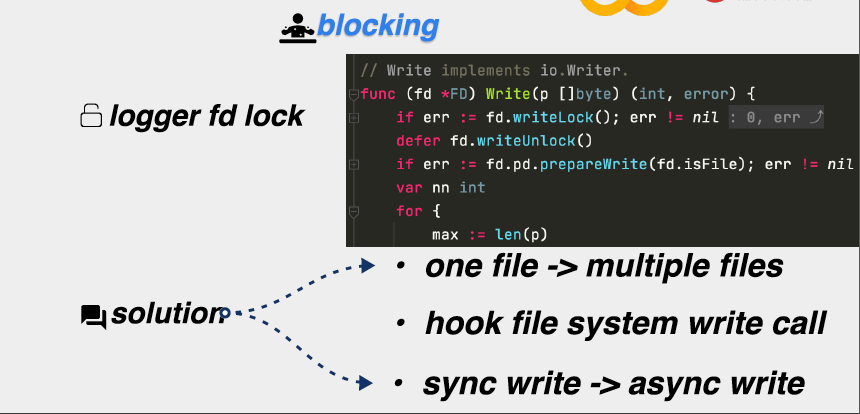 blocking
logger fd lock
// Write implements io.Writer.
func (fd *FD) Write(p []byte) (int, error) {
if err := fd.writeLock(); err != nil : 0, err ⤴
defer fd.writeUnlock()
if err := fd.pd.prepareWrite(fd.isFile); err != nil
var nn int
for {
max := len(p)
solution
• one file -> multiple files
• hook file system write call
• sync write -> async write